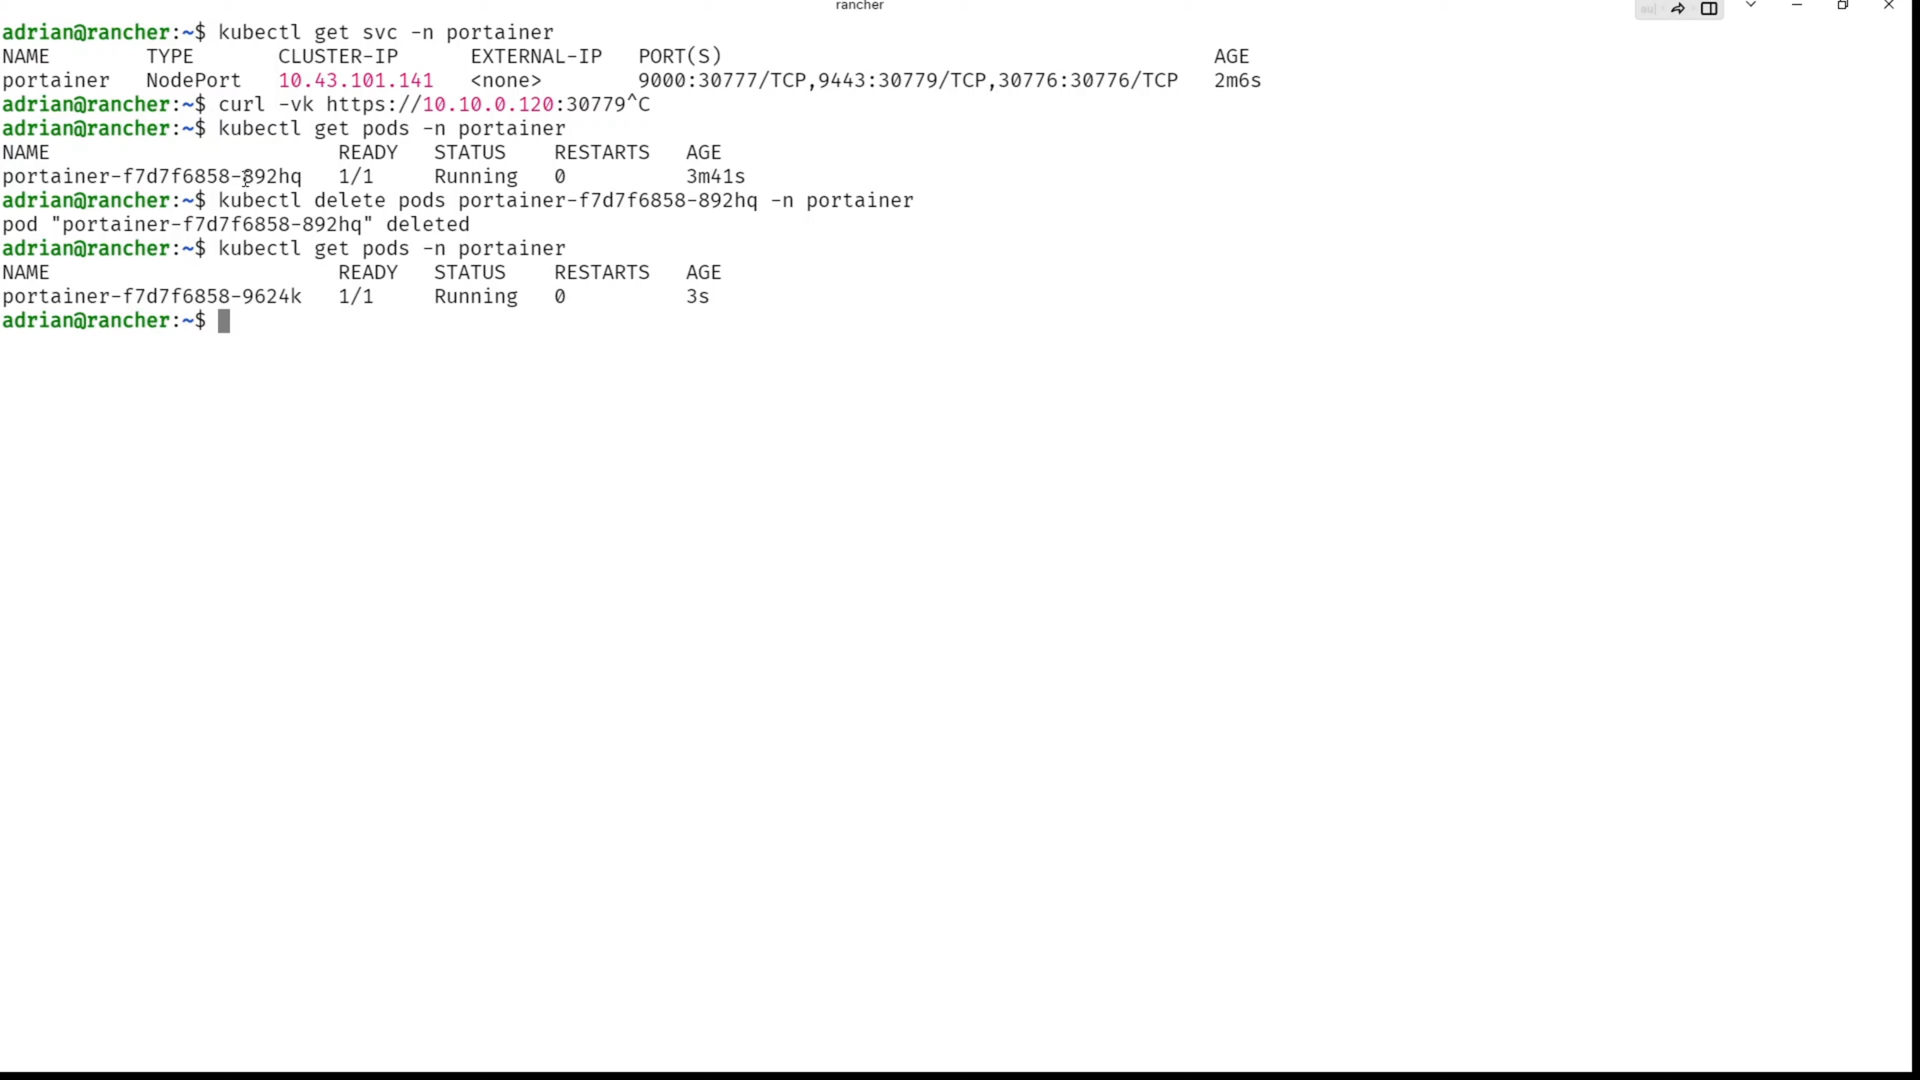 rancher
adrian@rancher:~$ kubectl get svc -n portainer
NAME TYPE CLUSTER-IP EXTERNAL-IP PORT(S) AGE
portainer NodePort 10.43.101.141 <none> 9000:30777/TCP,9443:30779/TCP,30776:30776/TCP 2m6s
adrian@rancher:~$ curl -vk https://10.10.0.120:30779^C
adrian@rancher:~$ kubectl get pods -n portainer
NAME READY STATUS RESTARTS AGE
portainer-f7d7f6858-892hq 1/1 Running 0 3m41s
adrian@rancher:~$ kubectl delete pods portainer-f7d7f6858-892hq -n portainer
pod "portainer-f7d7f6858-892hq" deleted
adrian@rancher:~$ kubectl get pods -n portainer
NAME READY STATUS RESTARTS AGE
portainer-f7d7f6858-9624k 1/1 Running 0 3s
adrian@rancher:~$